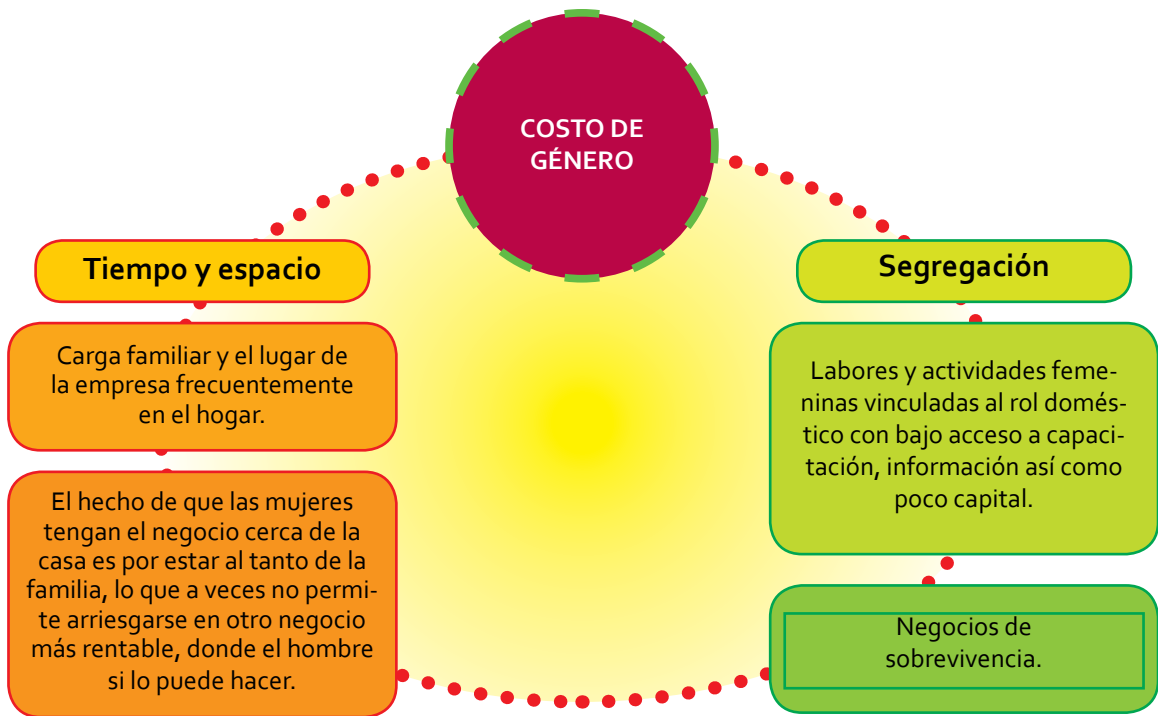 COSTO DE
GÉNERO
Tiempo y espacio
Carga familiar y el lugar de
la empresa frecuentemente
en el hogar.
El hecho de que las mujeres
tengan el negocio cerca de la
casa es por estar al tanto de la
familia, lo que a veces no permi-
te arriesgarse en otro negocio
más rentable, donde el hombre
si lo puede hacer.
Segregación
Labores y actividades feme-
ninas vinculadas al rol domés-
tico con bajo acceso a capaci-
tación, información así como
poco capital.
Negocios de
sobrevivencia.